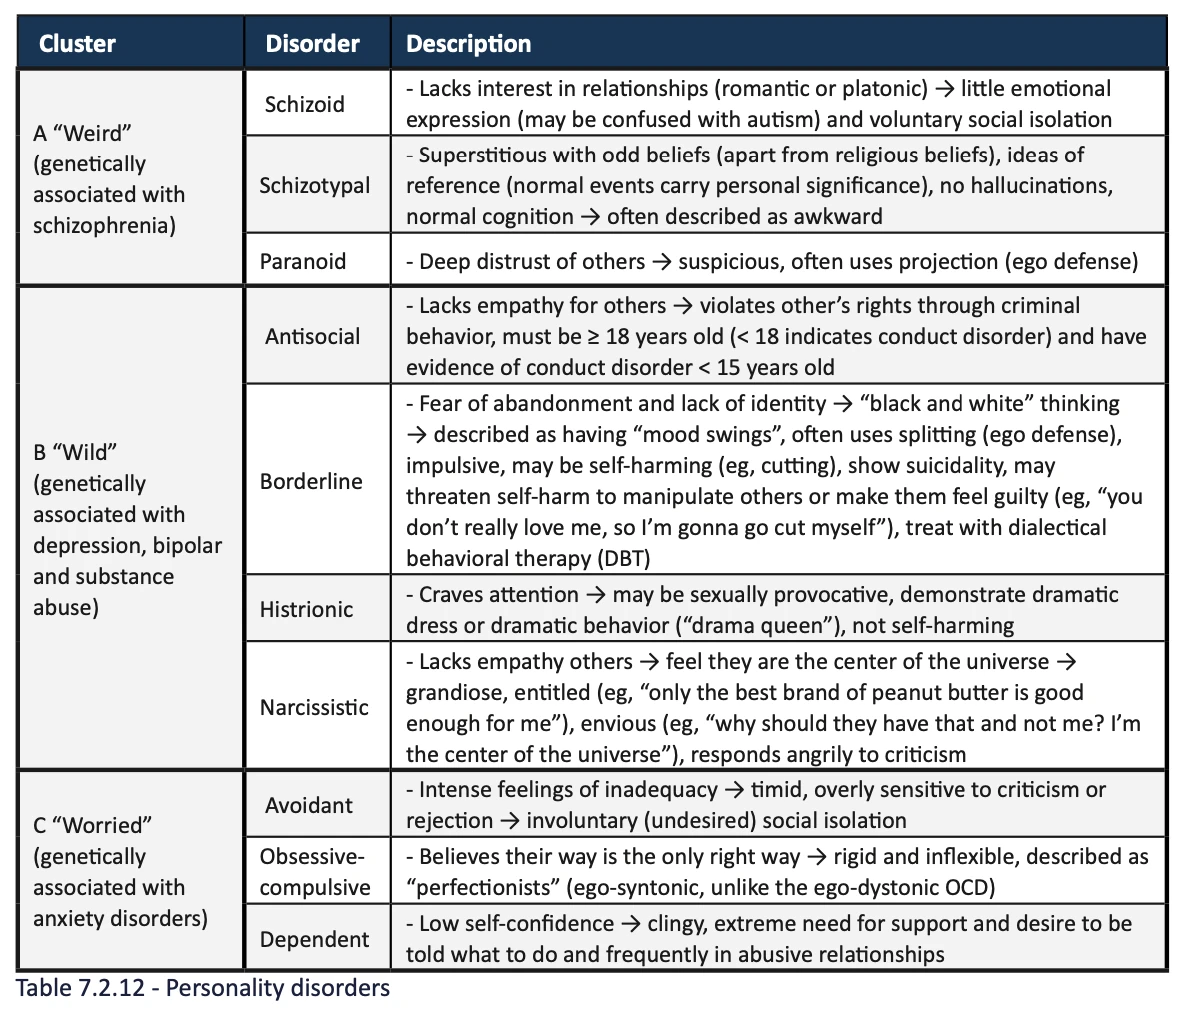 Cluster Disorder Description
A “Weird”
(genetically
associated with
schizophrenia)
Schizoid
- Lacks interest in relationships (romantic or platonic) → little emotional
expression (may be confused with autism) and voluntary social isolation
Schizotypal
- Superstitious with odd beliefs (apart from religious beliefs), ideas of
reference (normal events carry personal significance), no hallucinations,
normal cognition → often described as awkward
Paranoid
- Deep distrust of others → suspicious, often uses projection (ego defense)
B “Wild”
(genetically
associated with
depression, bipolar
and substance
abuse)
Antisocial
- Lacks empathy for others → violates other’s rights through criminal
behavior, must be ≥ 18 years old (< 18 indicates conduct disorder) and have
evidence of conduct disorder < 15 years old
Borderline
- Fear of abandonment and lack of identity → “black and white” thinking
→ described as having “mood swings”, often uses splitting (ego defense),
impulsive, may be self-harming (eg, cutting), show suicidality, may
threaten self-harm to manipulate others or make them feel guilty (eg, “you
don’t really love me, so I’m gonna go cut myself”), treat with dialectical
behavioral therapy (DBT)
Histrionic
- Craves attention → may be sexually provocative, demonstrate dramatic
dress or dramatic behavior (“drama queen”), not self-harming
Narcissistic
- Lacks empathy others → feel they are the center of the universe →
grandiose, entitled (eg, “only the best brand of peanut butter is good
enough for me”), envious (eg, “why should they have that and not me? I’m
the center of the universe”), responds angrily to criticism
C “Worried”
(genetically
associated with
anxiety disorders)
Avoidant
- Intense feelings of inadequacy → timid, overly sensitive to criticism or
rejection → involuntary (undesired) social isolation
Obsessive-
compulsive
- Believes their way is the only right way → rigid and inflexible, described as
“perfectionists” (ego-syntonic, unlike the ego-dystonic OCD)
Dependent
- Low self-confidence → clingy, extreme need for support and desire to be
told what to do and frequently in abusive relationships
Table 7.2.12 - Personality disorders